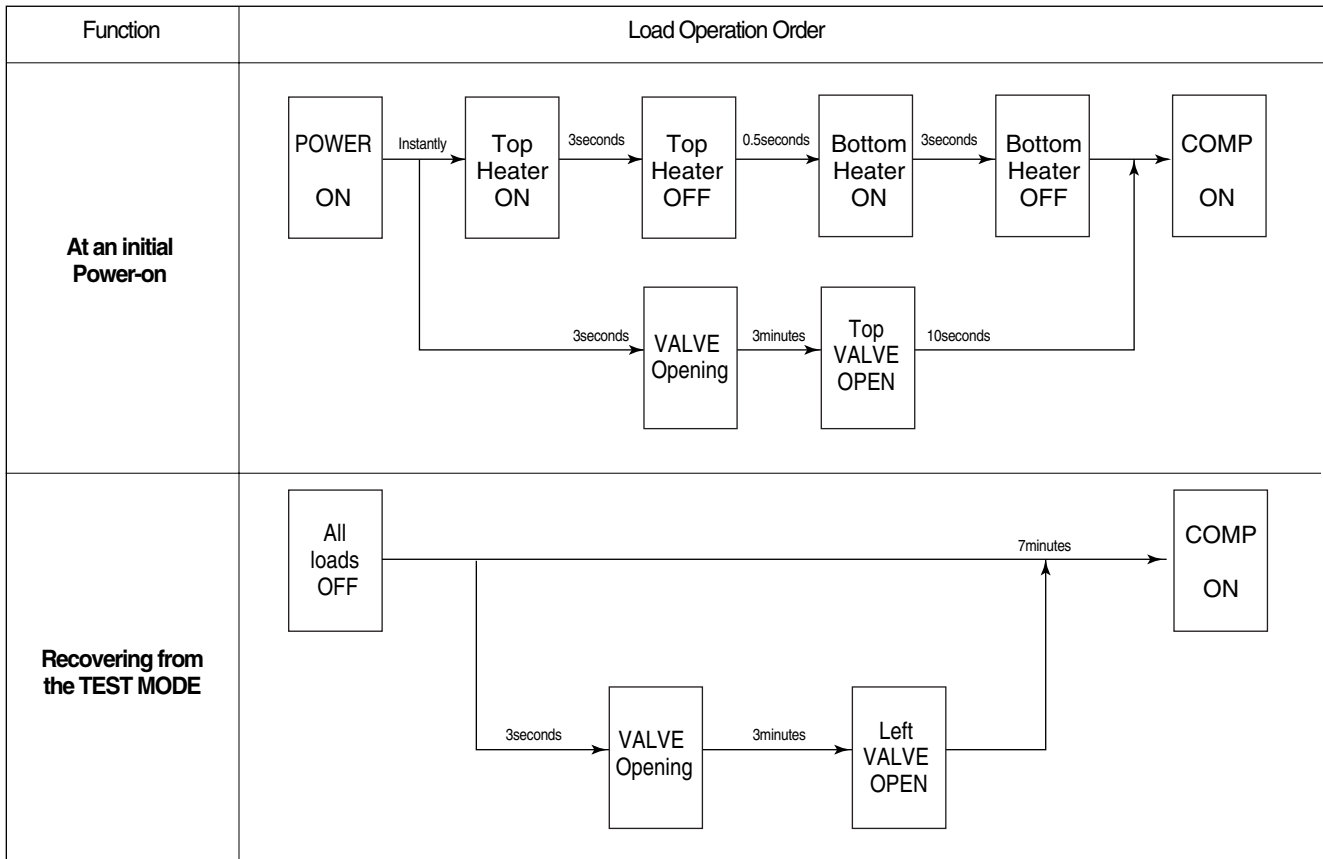 Function
Load Operation Order
At an initial
Power-on
POWER
ON
Instantly
Top
Heater
ON
3seconds
Top
Heater
OFF
0.5seconds
Bottom
Heater
ON
3seconds
Bottom
Heater
OFF
COMP
ON
3seconds
VALVE
Opening
3minutes
Top
VALVE
OPEN
10seconds
Recovering from
the TEST MODE
All
loads
OFF
7minutes
COMP
ON
3seconds
VALVE
Opening
3minutes
Left
VALVE
OPEN